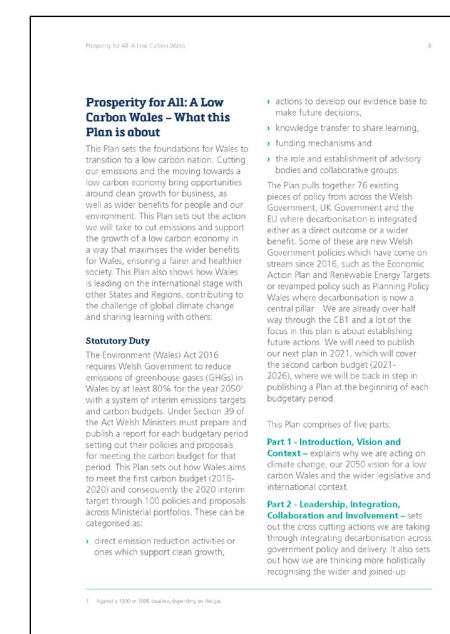 Prosperity for All: A Low Carbon Wales
8
Prosperity for All: A Low
Carbon Wales – What this
Plan is about
This Plan sets the foundations for Wales to
transition to a low carbon nation. Cutting
our emissions and the moving towards a
low carbon economy bring opportunities
around clean growth for business, as
well as wider benefits for people and our
environment. This Plan sets out the action
we will take to cut emissions and support
the growth of a low carbon economy in
a way that maximises the wider benefits
for Wales, ensuring a fairer and healthier
society. This Plan also shows how Wales
is leading on the international stage with
other States and Regions, contributing to
the challenge of global climate change
and sharing learning with others.
Statutory Duty
The Environment (Wales) Act 2016
requires Welsh Government to reduce
emissions of greenhouse gases (GHGs) in
Wales by at least 80% for the year 2050¹
with a system of interim emissions targets
and carbon budgets. Under Section 39 of
the Act Welsh Ministers must prepare and
publish a report for each budgetary period
setting out their policies and proposals
for meeting the carbon budget for that
period. This Plan sets out how Wales aims
to meet the first carbon budget (2016-
2020) and consequently the 2020 interim
target through 100 policies and proposals
across Ministerial portfolios. These can be
categorised as:
› direct emission reduction activities or
ones which support clean growth,
› actions to develop our evidence base to
make future decisions,
› knowledge transfer to share learning,
› funding mechanisms and
› the role and establishment of advisory
bodies and collaborative groups.
The Plan pulls together 76 existing
pieces of policy from across the Welsh
Government, UK Government and the
EU where decarbonisation is integrated
either as a direct outcome or a wider
benefit. Some of these are new Welsh
Government policies which have come on
stream since 2016, such as the Economic
Action Plan and Renewable Energy Targets
or revamped policy such as Planning Policy
Wales where decarbonisation is now a
central pillar. We are already over half
way through the CB1 and a lot of the
focus in this plan is about establishing
future actions. We will need to publish
our next plan in 2021, which will cover
the second carbon budget (2021-
2026), where we will be back in step in
publishing a Plan at the beginning of each
budgetary period.
This Plan comprises of five parts:
Part 1 - Introduction, Vision and
Context – explains why we are acting on
climate change, our 2050 vision for a low
carbon Wales and the wider legislative and
international context.
Part 2 - Leadership, Integration,
Collaboration and Involvement – sets
out the cross cutting actions we are taking
through integrating decarbonisation across
government policy and delivery. It also sets
out how we are thinking more holistically
recognising the wider and joined-up
1 Against a 1990 or 1995 baseline, depending on the gas.